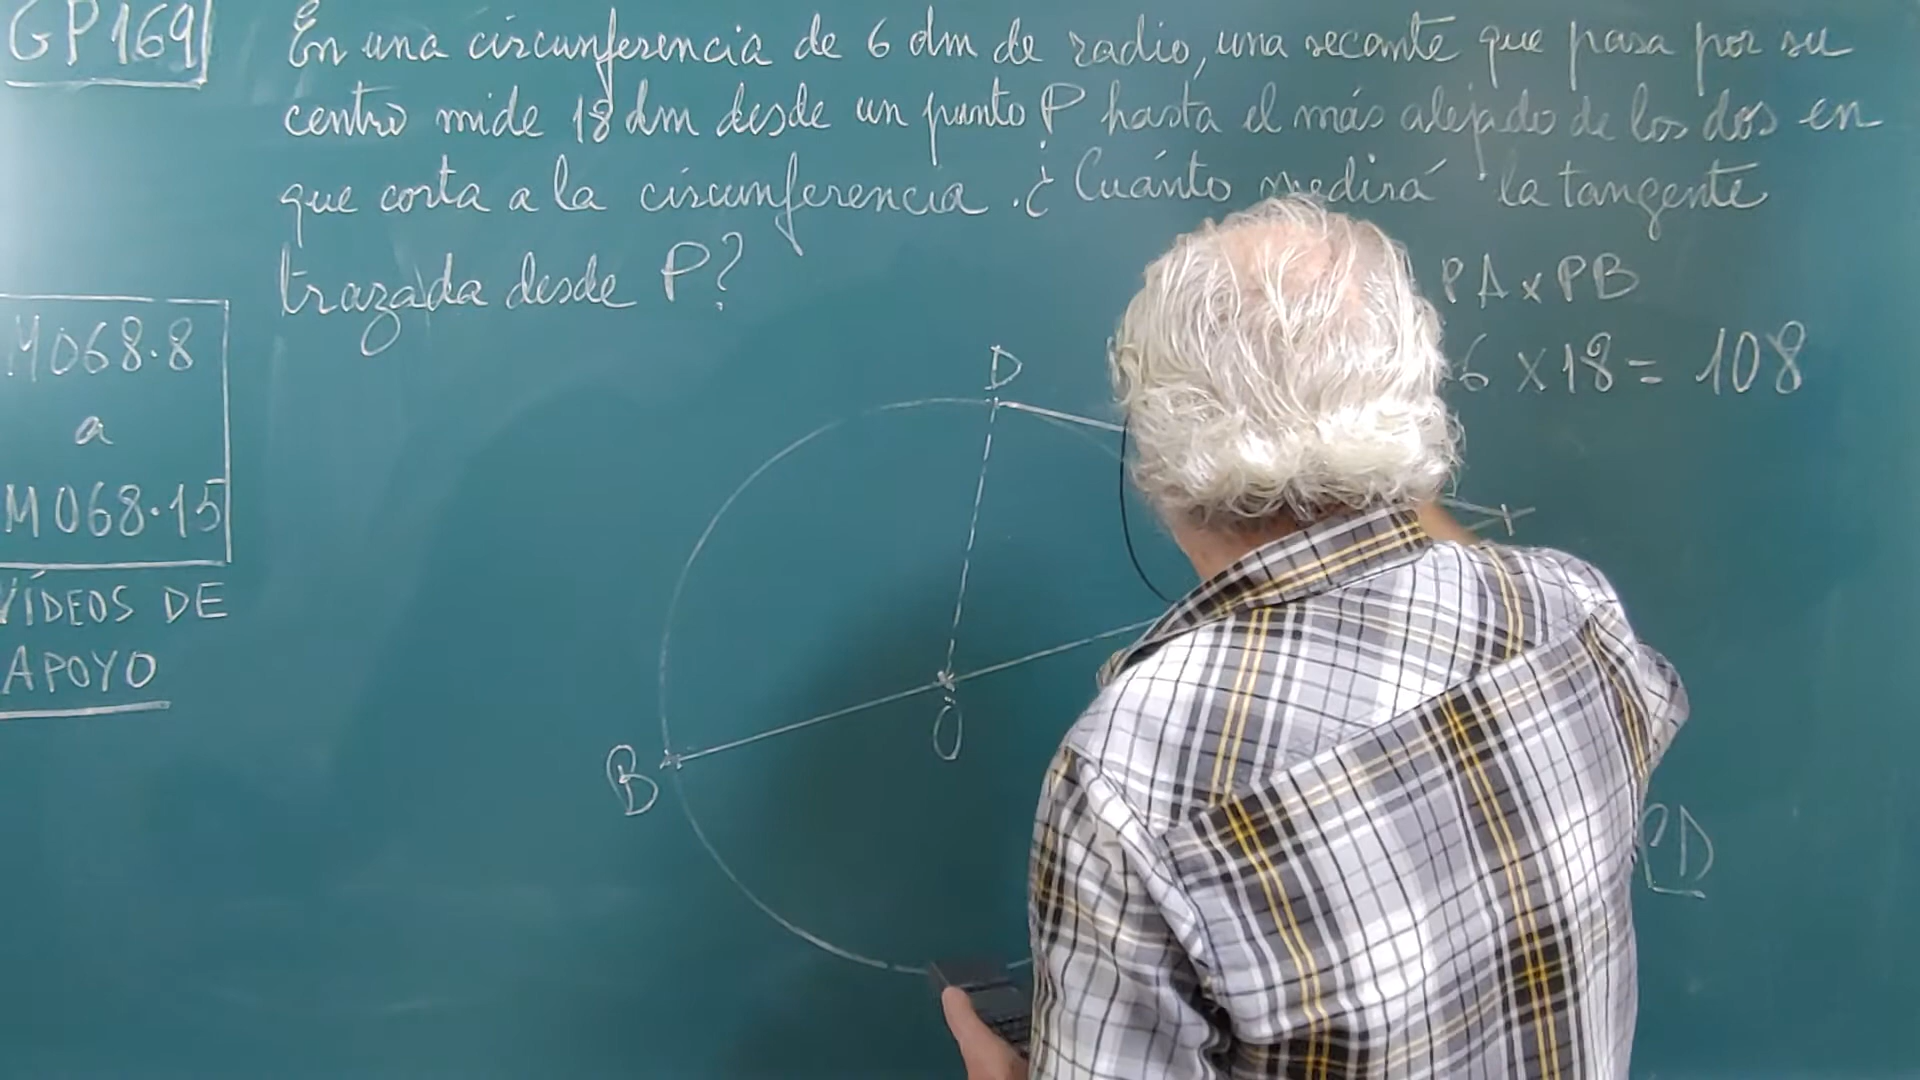 GP169
En una circunferencia de 6 dm de radio, una secante que pasa por su
centro mide 18 dm desde un punto P hasta el más alejado de los dos en
que corta a la circunferencia. ¿Cuánto medirá la tangente
trazada desde P?
PA x PB
6 x 18 = 108
M068.8
a
M068.15
VÍDEOS DE
APOYO
D
O
B
PD